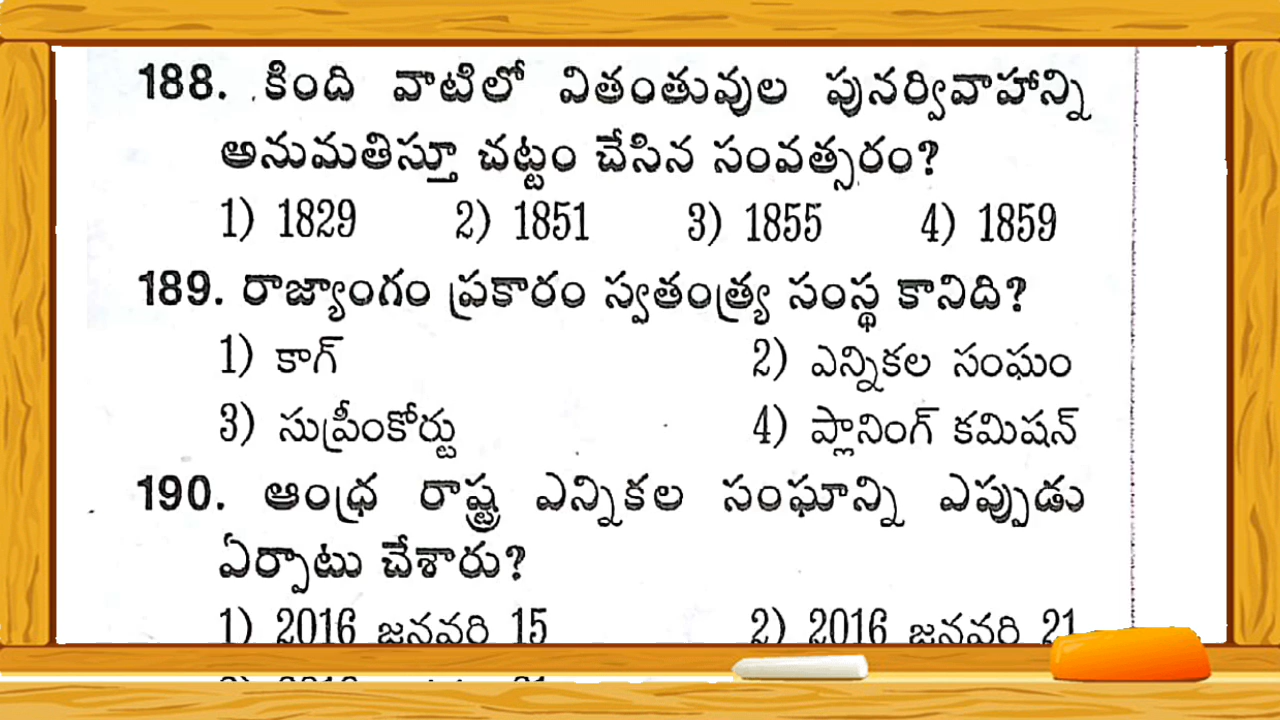 188. కింది వాటిలో వితంతువుల పునర్వివాహాన్ని
అనుమతిస్తూ చట్టం చేసిన సంవత్సరం?
1) 1829 2) 1851 3) 1855 4) 1859
189. రాజ్యాంగం ప్రకారం స్వతంత్ర్య సంస్థ కానిది?
1) కాగ్ 2) ఎన్నికల సంఘం
3) సుప్రీంకోర్టు 4) ప్లానింగ్ కమిషన్
190. ఆంధ్ర రాష్ట్ర ఎన్నికల సంఘాన్ని ఎప్పుడు
ఏర్పాటు చేశారు?
1) 2016 జనవరి 15 2) 2016 జనవరి 21